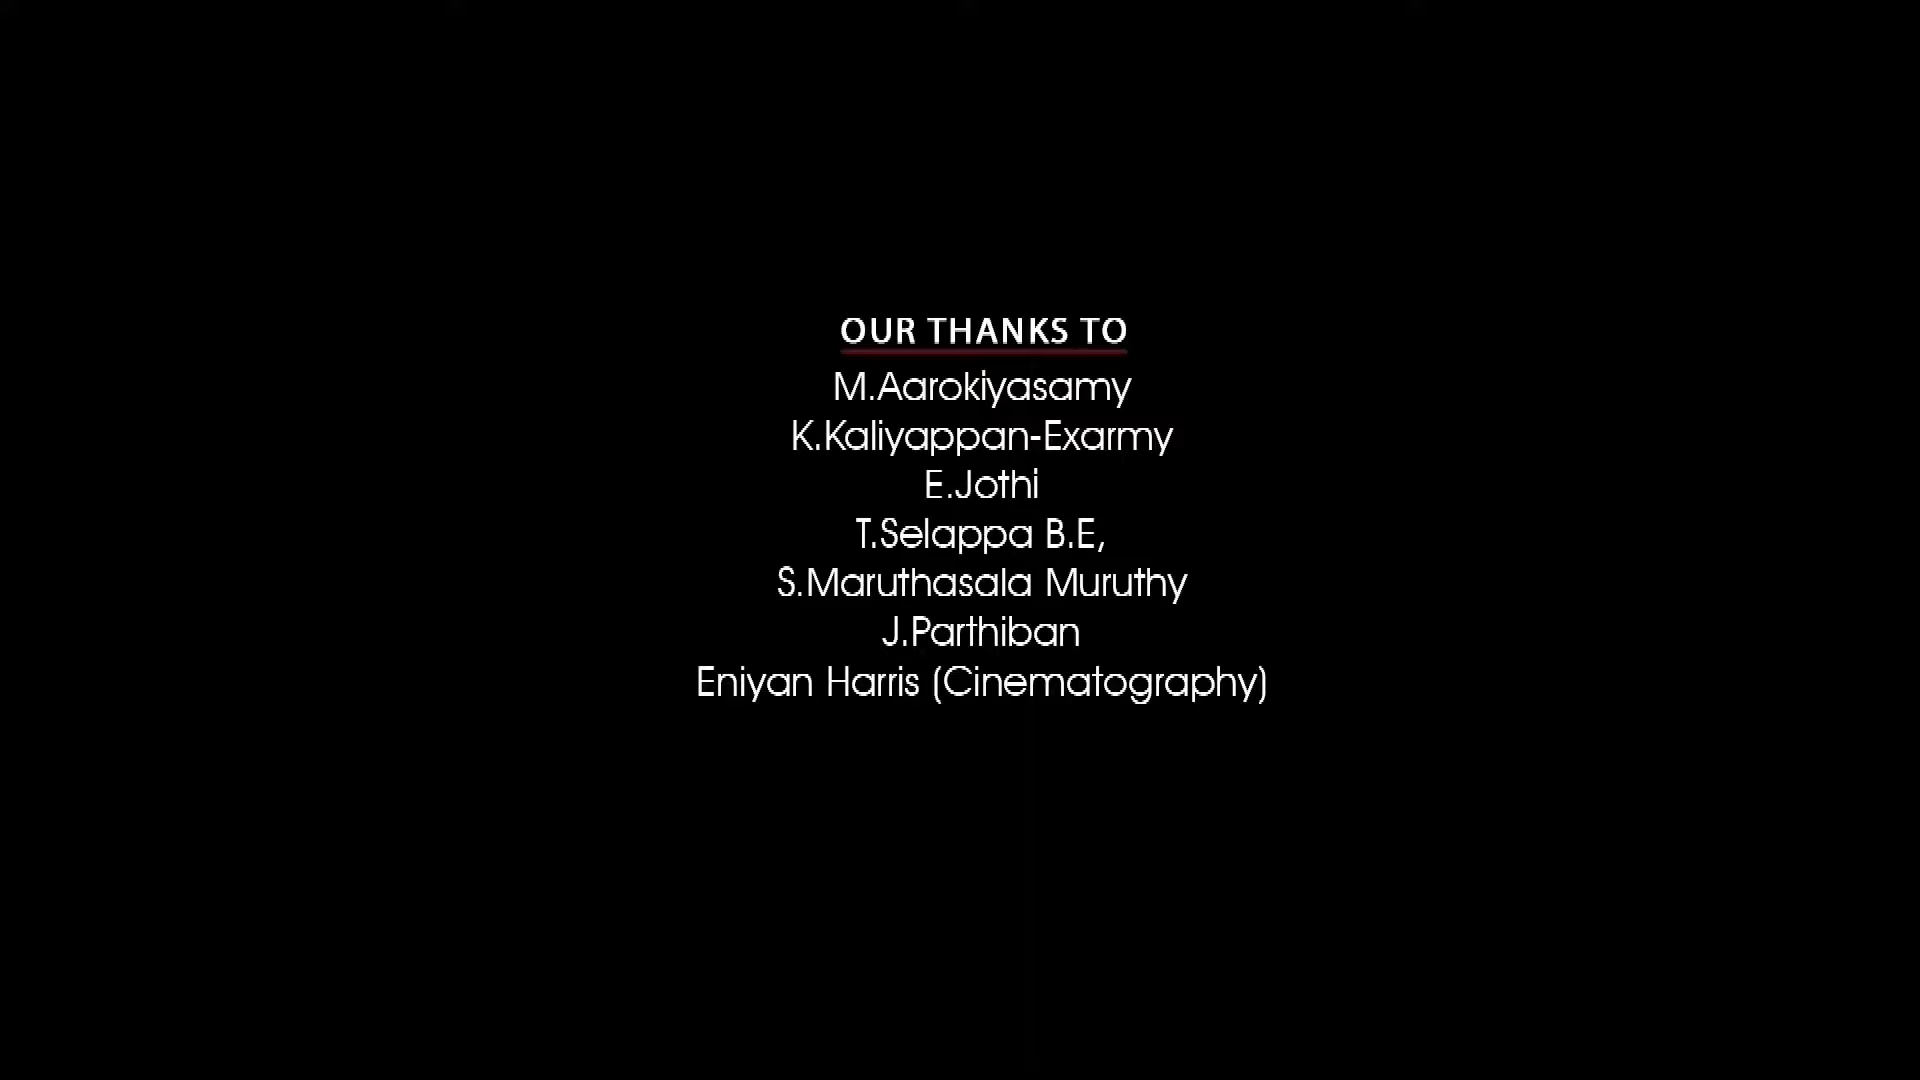 OUR THANKS TO
M.Aarokiyasamy
K.Kaliyappan-Exarmy
E.Jothi
T.Selappa B.E,
S.Maruthasala Muruthy
J.Parthiban
Eniyan Harris (Cinematography)